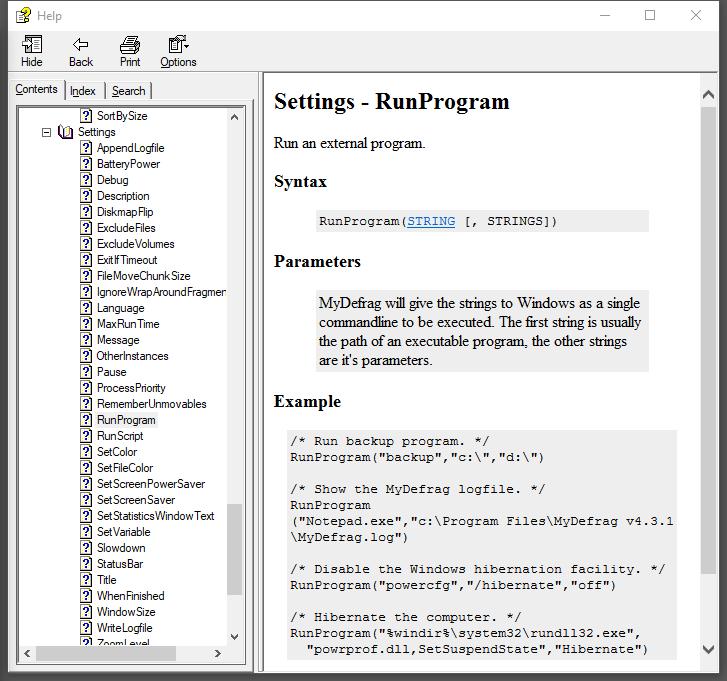 Help
Hide
Back
Print
Options
Contents
Index
Search
SortBySize
Settings
AppendLogfile
BatteryPower
Debug
Description
DiskmapFlip
ExcludeFiles
ExcludeVolumes
ExitIfTimeout
FileMoveChunkSize
IgnoreWrapAroundFragmen
Language
MaxRunTime
Message
OtherInstances
Pause
ProcessPriority
RememberUnmovables
RunProgram
RunScript
SetColor
SetFileColor
SetScreenPowerSaver
SetScreenSaver
SetStatisticsWindowText
SetVariable
Slowdown
StatusBar
Title
WhenFinished
WindowSize
WriteLogfile
ZoomLevel
Settings - RunProgram
Run an external program.
Syntax
RunProgram(STRING [, STRINGS])
Parameters
MyDefrag will give the strings to Windows as a single
commandline to be executed. The first string is usually
the path of an executable program, the other strings
are it's parameters.
Example
/* Run backup program. */
RunProgram("backup","c:\","d:\")
/* Show the MyDefrag logfile. */
RunProgram
("Notepad.exe","c:\Program Files\MyDefrag v4.3.1
\MyDefrag.log")
/* Disable the Windows hibernation facility. */
RunProgram("powercfg","/hibernate","off")
/* Hibernate the computer. */
RunProgram("%windir%\system32\rundll32.exe",
"powrprof.dll,SetSuspendState","Hibernate")